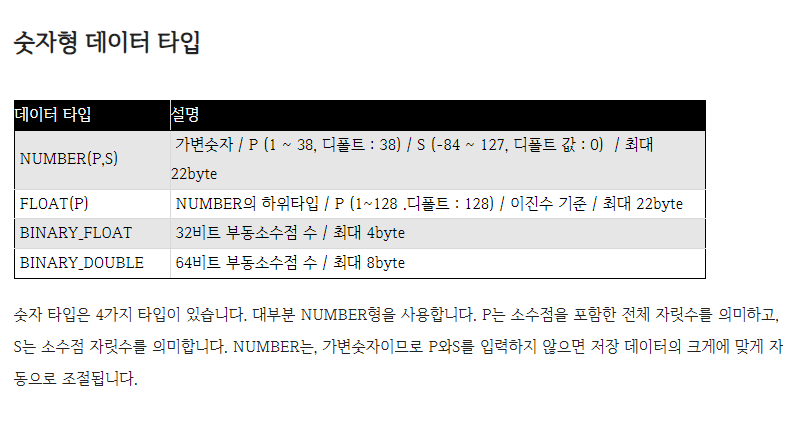 숫자형 데이터 타입
데이터 타입 설명
NUMBER(P,S) 가변숫자 / P (1 ~ 38, 디폴트 : 38) / S (-84 ~ 127, 디폴트 값 : 0) / 최대
22byte
FLOAT(P) NUMBER의 하위타입 / P (1~128 .디폴트 : 128) / 이진수 기준 / 최대 22byte
BINARY_FLOAT 32비트 부동소수점 수 / 최대 4byte
BINARY_DOUBLE 64비트 부동소수점 수 / 최대 8byte
숫자 타입은 4가지 타입이 있습니다. 대부분 NUMBER형을 사용합니다. P는 소수점을 포함한 전체 자릿수를 의미하고,
S는 소수점 자릿수를 의미합니다. NUMBER는, 가변숫자이므로 P와S를 입력하지 않으면 저장 데이터의 크게에 맞게 자
동으로 조절됩니다.